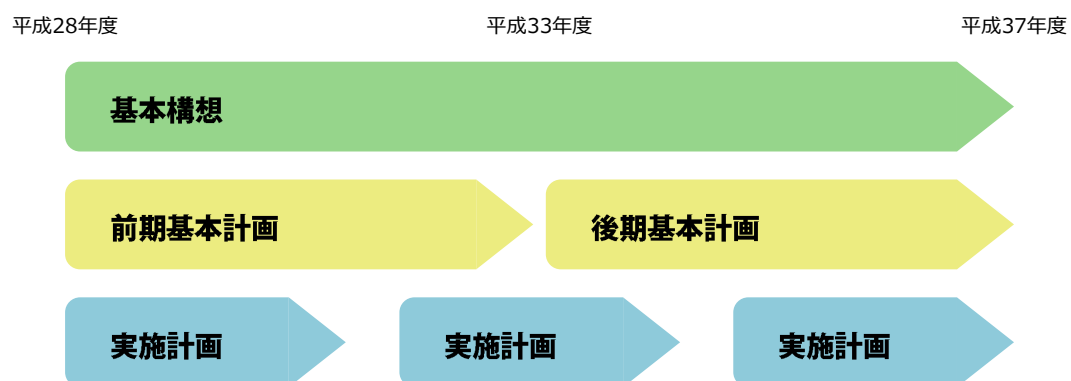 平成28年度 平成33年度 平成37年度
基本構想
前期基本計画 後期基本計画
実施計画 実施計画 実施計画